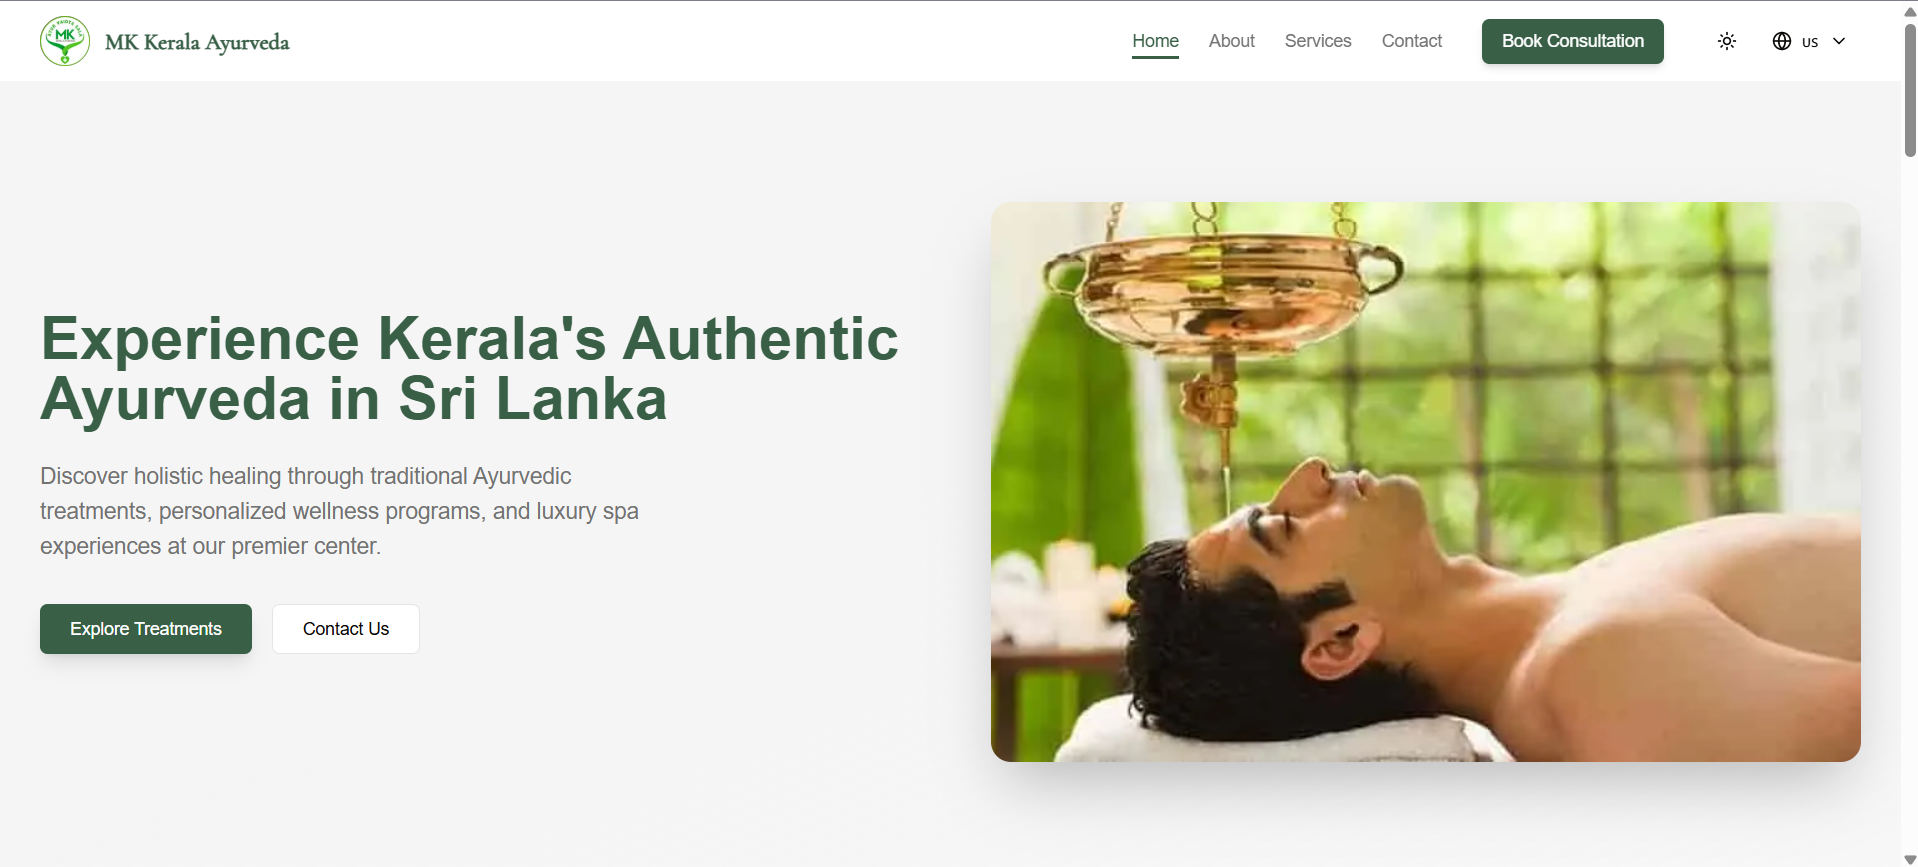 MK
MK Kerala Ayurveda
Home
About
Services
Contact
Book Consultation
US
Experience Kerala's Authentic
Ayurveda in Sri Lanka
Discover holistic healing through traditional Ayurvedic
treatments, personalized wellness programs, and luxury spa
experiences at our premier center.
Explore Treatments
Contact Us